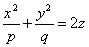 x²/p + y²/q = 2z